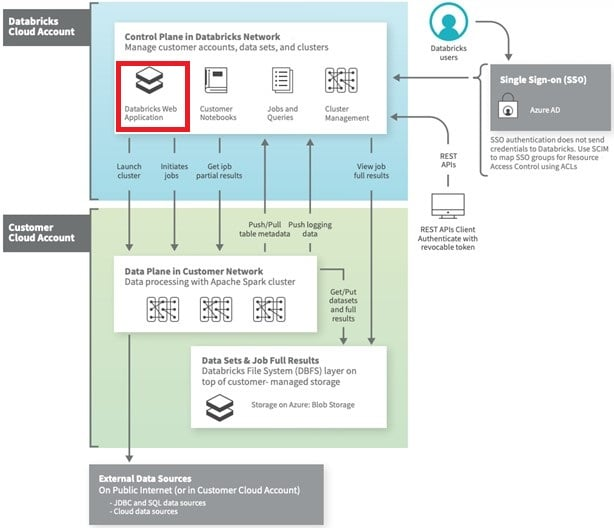 Databricks
Cloud Account
Control Plane in Databricks Network
Manage customer accounts, data sets, and clusters
Databricks Web
Application
Customer
Notebooks
Jobs and
Queries
Cluster
Management
Databricks
users
Single Sign-on (SSO)
Azure AD
SSO authentication does not send
credentials to Databricks. Use SCIM
to map SSO groups for Resource
Access Control using ACLs
Launch
cluster
Initiates
jobs
Get ipb
partial results
View job
full results
REST
APIs
REST APIs Client
Authenticate with
revocable token
Customer
Cloud Account
Push/Pull
table metadata
Push logging
data
Data Plane in Customer Network
Data processing with Apache Spark cluster
Get/Put
datasets
and full
results
Data Sets & Job Full Results
Databricks File System (DBFS) layer on
top of customer- managed storage
Storage on Azure: Blob Storage
External Data Sources
On Public Internet (or in Customer Cloud Account)
- JDBC and SQL data sources
- Cloud data sources